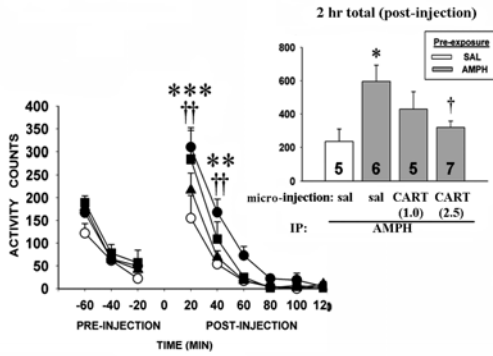 2 hr total (post-injection)
800
600
400
200
0
Pre-exposure
SAL
AMPH
*
†
5 6 5 7
micro-injection: sal sal CART CART
(1.0) (2.5)
IP: AMPH
ACTIVITY COUNTS
400
350
300
250
200
150
100
50
0
***
††
**
††
-60 -40 -20 0 20 40 60 80 100
PRE-INJECTION POST-INJECTION
TIME (MIN)